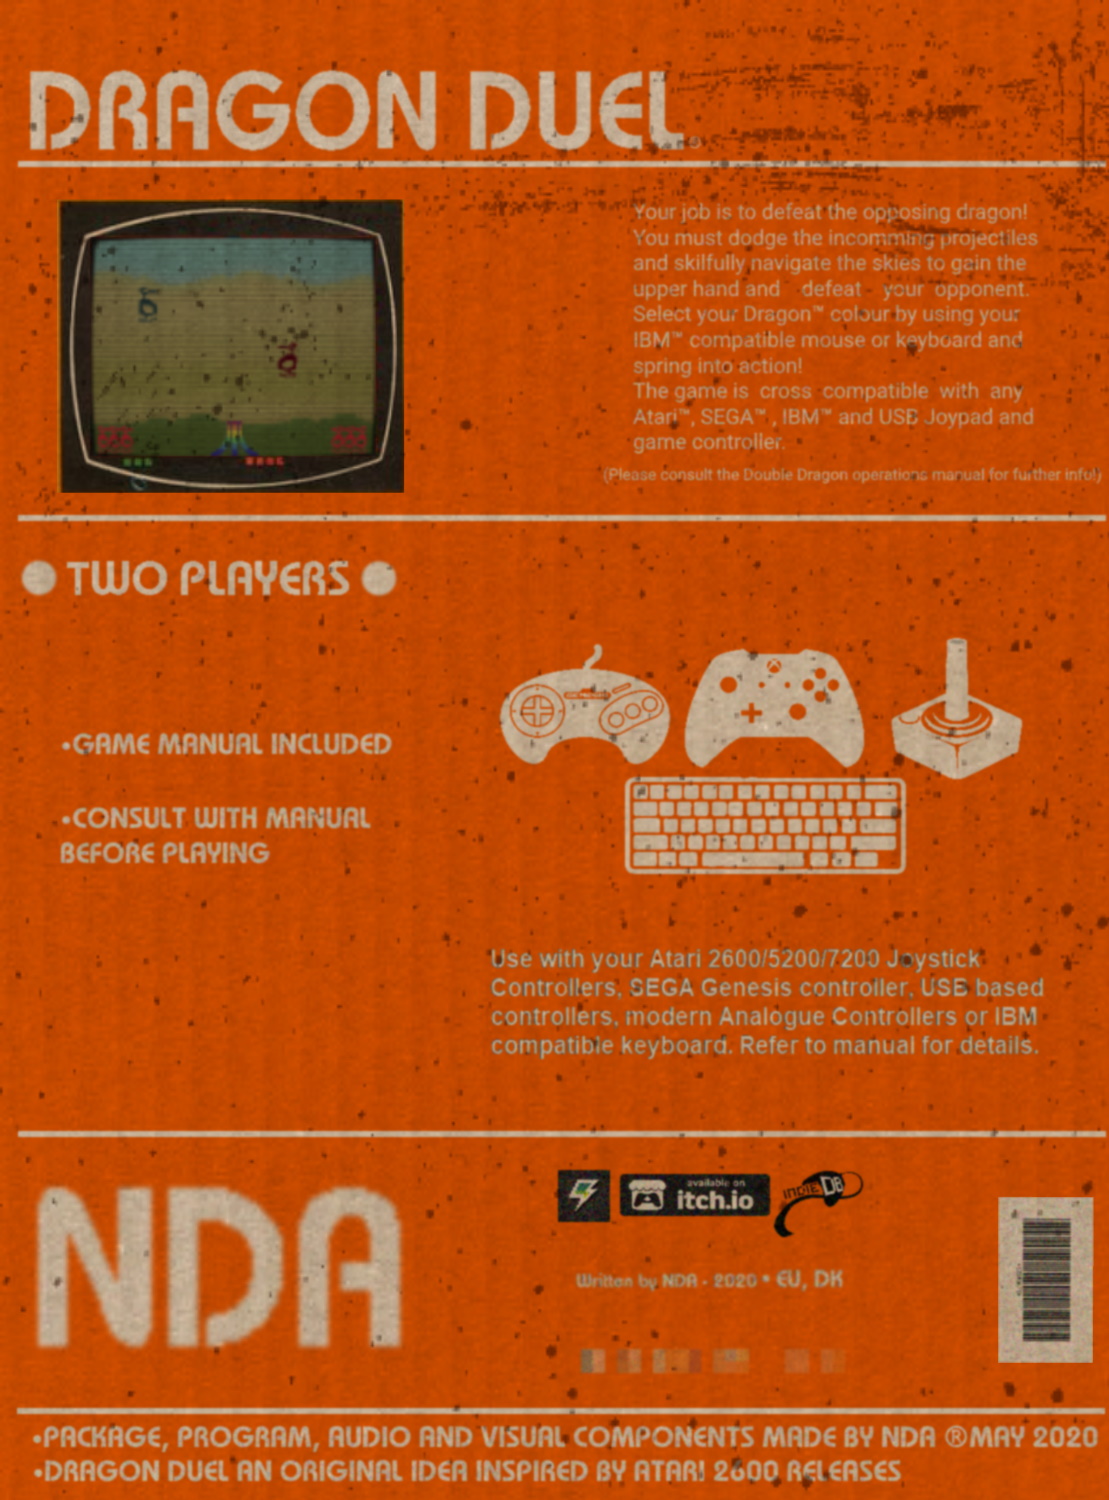 DRAGON DUEL
Your job is to defeat the opposing dragon!
You must dodge the incomming projectiles
and skilfully navigate the skies to gain the
upper hand and defeat your opponent.
Select your Dragon™ colour by using your
IBM™ compatible mouse or keyboard and
spring into action!
The game is cross compatible with any
Atari™, SEGA™, IBM™ and USB Joypad and
game controller.
(Please consult the Double Dragon operations manual for further info!)
TWO PLAYERS
•GAME MANUAL INCLUDED
•CONSULT WITH MANUAL
BEFORE PLAYING
Use with your Atari 2600/5200/7200 Joystick
Controllers, SEGA Genesis controller, USB based
controllers, modern Analogue Controllers or IBM
compatible keyboard. Refer to manual for details.
NDA
available on
itch.io
INDIE DB
Written by NDA - 2020 • EU, DK
•PACKAGE, PROGRAM, AUDIO AND VISUAL COMPONENTS MADE BY NDA ®MAY 2020
•DRAGON DUEL AN ORIGINAL IDEA INSPIRED BY ATARI 2600 RELEASES